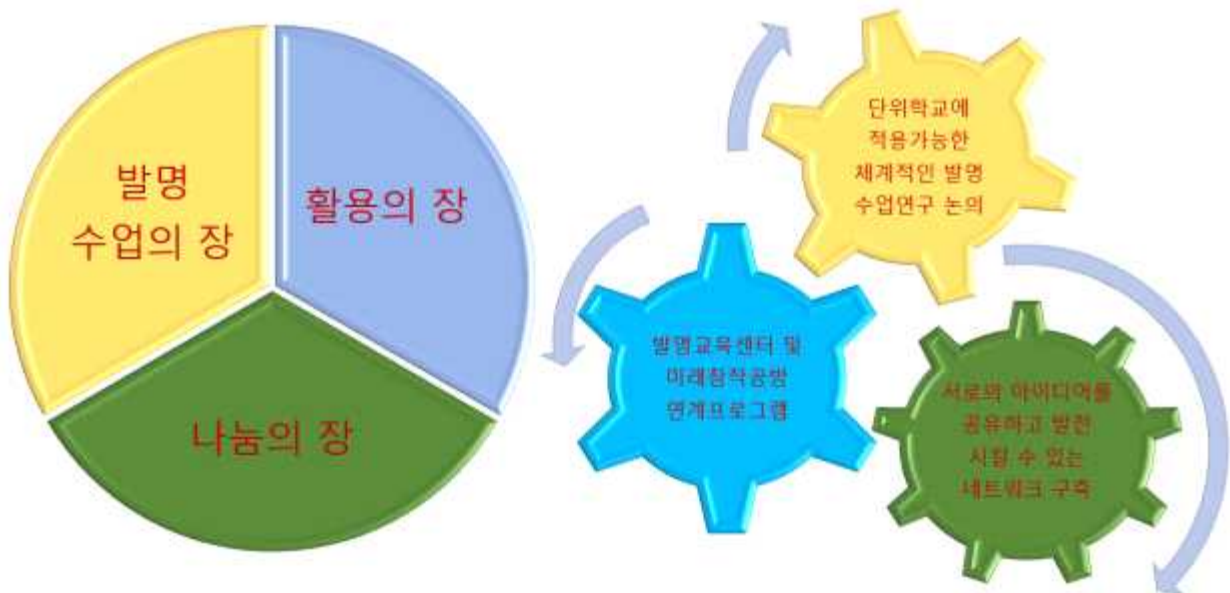 발명
수업의 장
활용의 장
나눔의 장
단위학교에
적용가능한
체계적인 발명
수업연구 논의
발명교육센터 및
미래창작공방
연계프로그램
서로의 아이디어를
공유하고 발전
시킬 수 있는
네트워크 구축